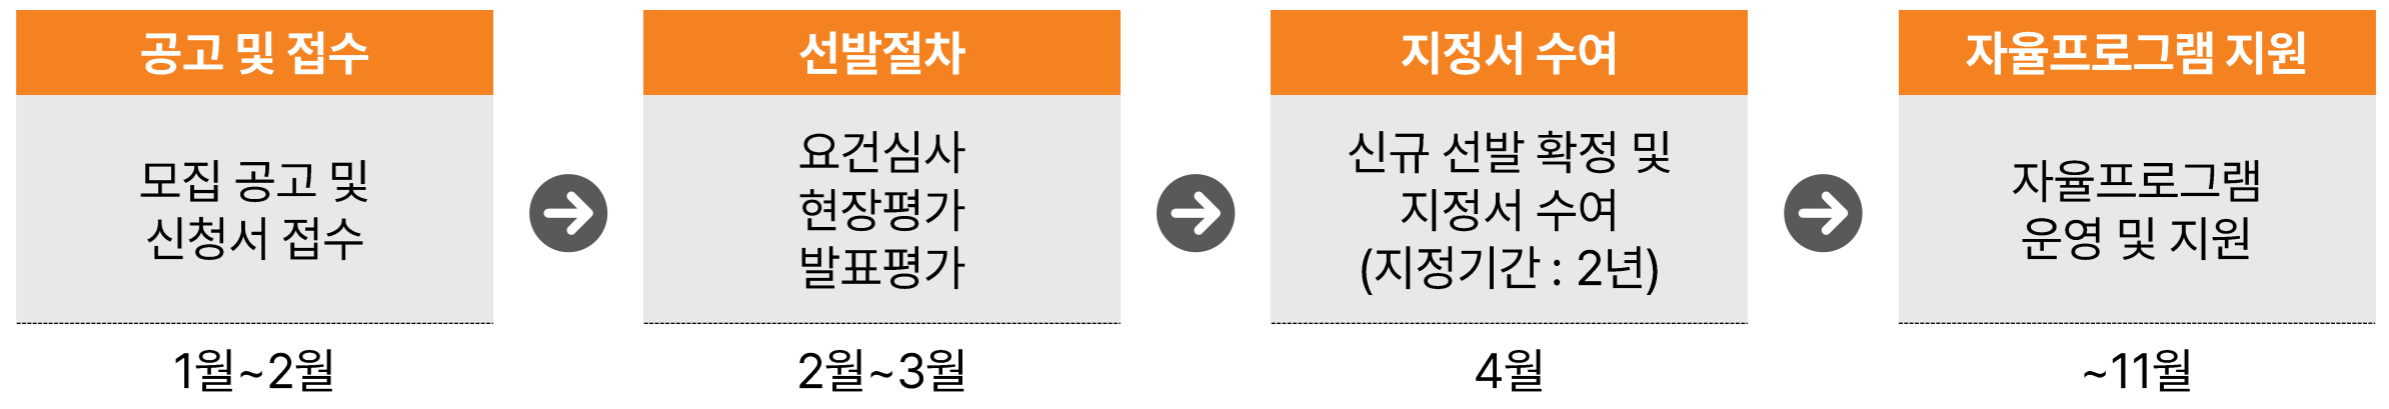 공고 및 접수
모집 공고 및
신청서 접수
1월~2월
선발절차
요건심사
현장평가
발표평가
2월~3월
지정서 수여
신규 선발 확정 및
지정서 수여
(지정기간 : 2년)
4월
자율프로그램 지원
자율프로그램
운영 및 지원
~11월